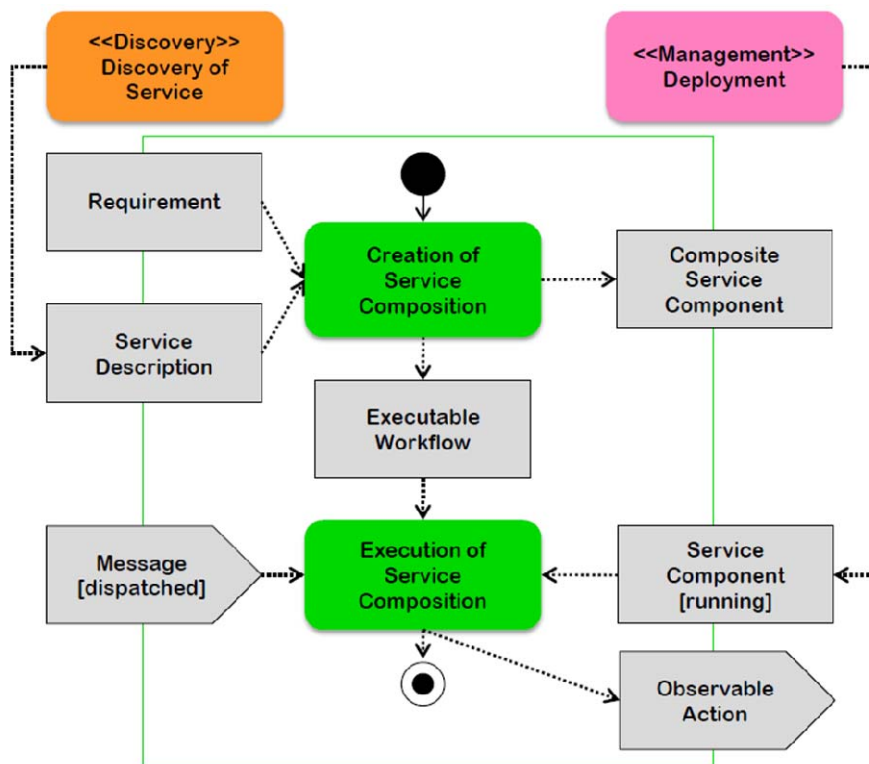 <<Discovery>>
Discovery of
Service
<<Management>>
Deployment
Requirement
Creation of
Service
Composition
Composite
Service
Component
Service
Description
Executable
Workflow
Message
[dispatched]
Execution of
Service
Composition
Service
Component
[running]
Observable
Action